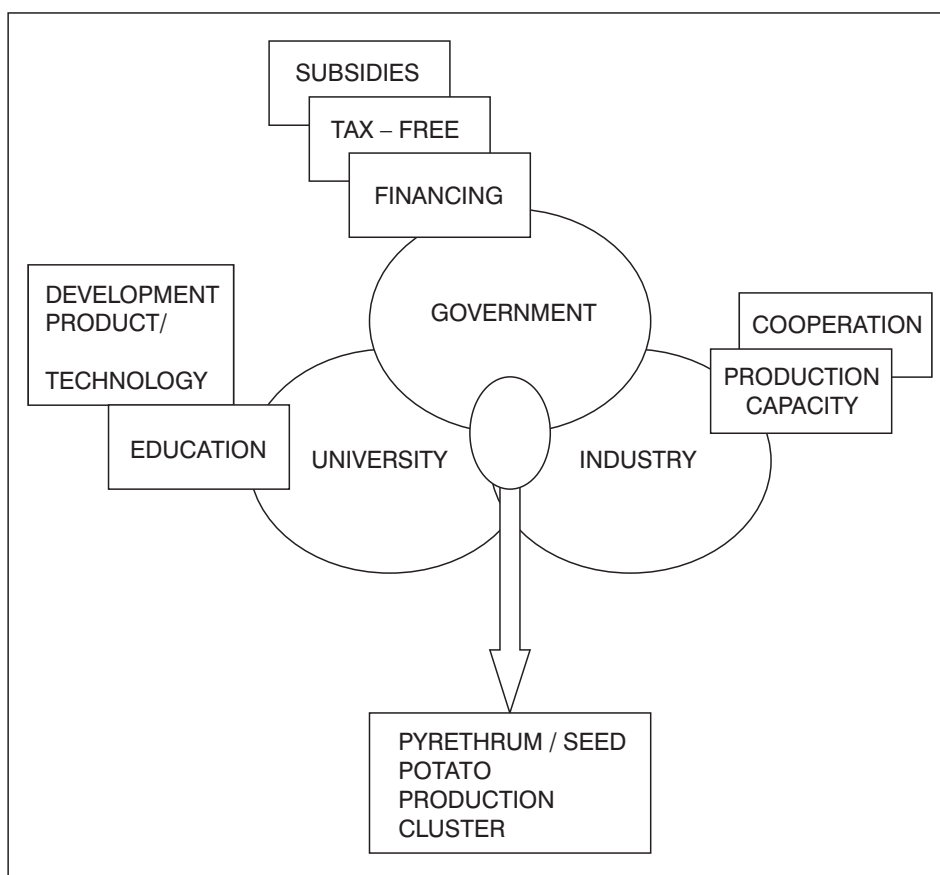 SUBSIDIES
TAX – FREE
FINANCING
GOVERNMENT
DEVELOPMENT
PRODUCT/
TECHNOLOGY
EDUCATION
UNIVERSITY
COOPERATION
PRODUCTION
CAPACITY
INDUSTRY
PYRETHRUM / SEED
POTATO
PRODUCTION
CLUSTER